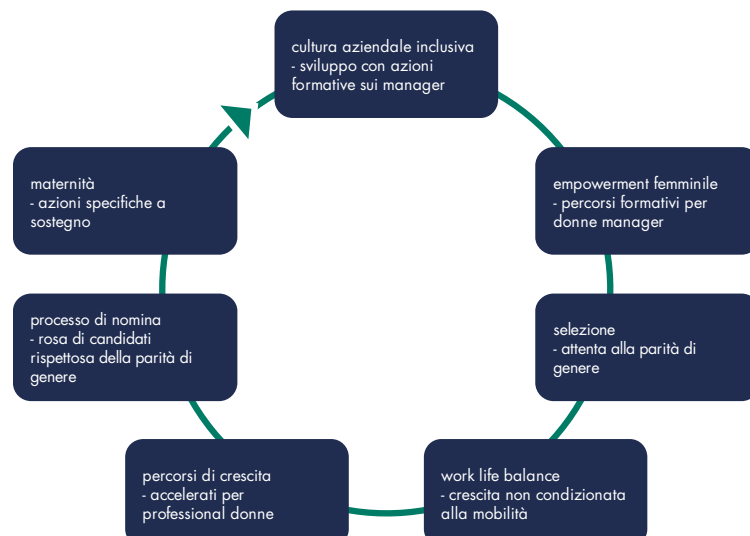 cultura aziendale inclusiva
- sviluppo con azioni
formative sui manager
empowerment femminile
- percorsi formativi per
donne manager
selezione
- attenta alla parità di
genere
work life balance
- crescita non condizionata
alla mobilità
percorsi di crescita
- accelerati per
professional donne
processo di nomina
- rosa di candidati
rispettosa della parità di
genere
maternità
- azioni specifiche a
sostegno